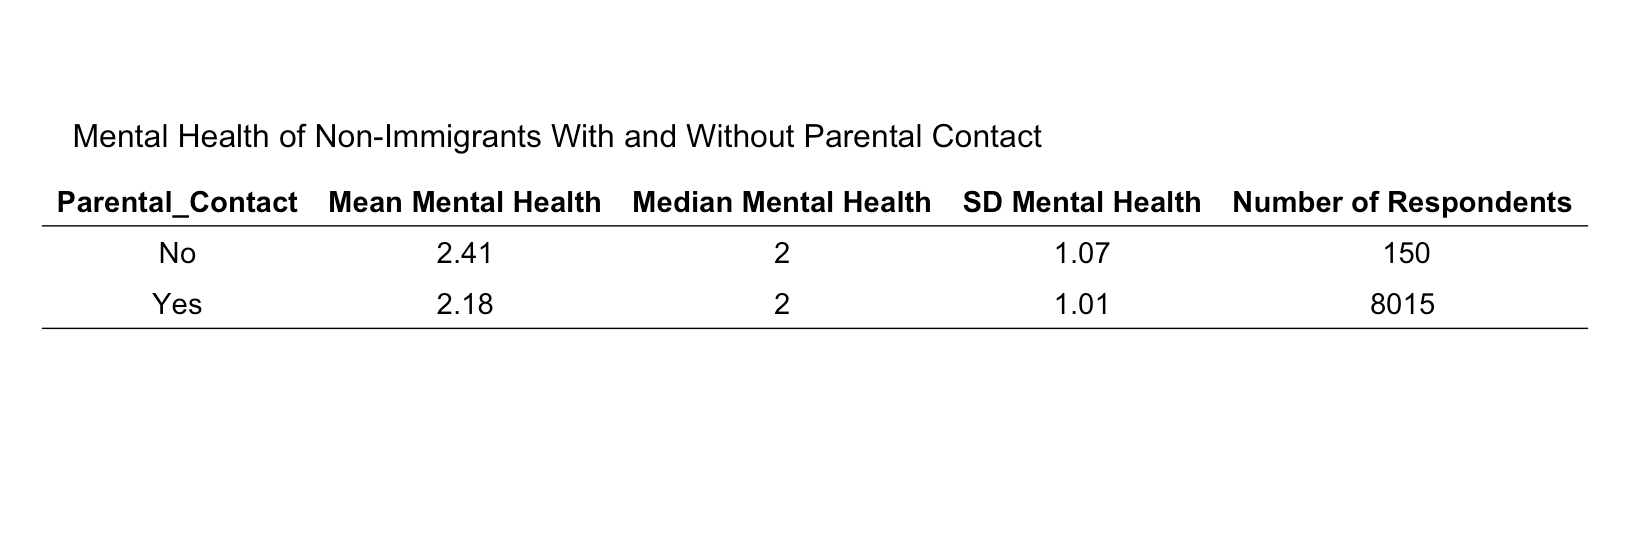 Mental Health of Non-Immigrants With and Without Parental Contact
Parental_Contact Mean Mental Health Median Mental Health SD Mental Health Number of Respondents
No 2.41 2 1.07 150
Yes 2.18 2 1.01 8015